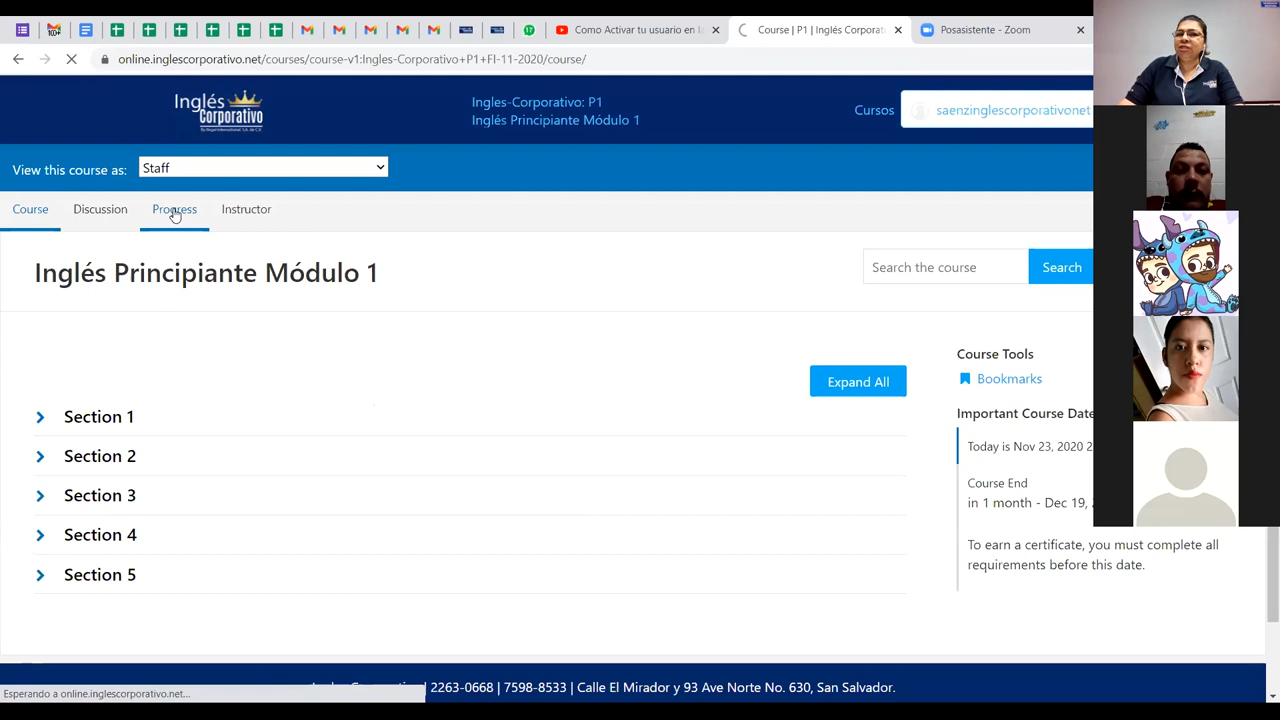 Como Activar tu usuario en l
Course | P1 | Inglés Corporat
Posasistente - Zoom
online.inglescorporativo.net/courses/course-v1:Ingles-Corporativo+P1+FI-11-2020/course/
Inglés
Corporativo
Ingles-Corporativo: P1
Inglés Principiante Módulo 1
Cursos
saenzinglescorporativonet
View this course as:
Staff
Course
Discussion
Progress
Instructor
Inglés Principiante Módulo 1
Search the course
Search
Expand All
Section 1
Section 2
Section 3
Section 4
Section 5
Course Tools
Bookmarks
Important Course Date
Today is Nov 23, 2020 2
Course End
in 1 month - Dec 19,
To earn a certificate, you must complete all
requirements before this date.
Esperando a online.inglescorporativo.net...
| 2263-0668 | 7598-8533 | Calle El Mirador y 93 Ave Norte No. 630, San Salvador.